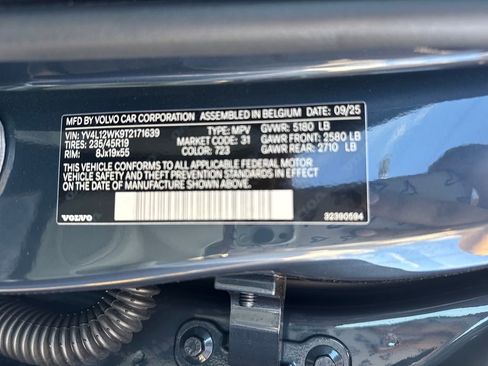 MFD BY VOLVO CAR CORPORATION ASSEMBLED IN BELGIUM DATE: 09/25
VIN: YV4L12WK9T2171639 TYPE: MPV GVWR: 5180 LB
TIRES: 235/45R19 MARKET CODE: 31 GAWR FRONT: 2580 LB
RIM: 8Jx19x55 COLOR: 723 GAWR REAR: 2710 LB
THIS VEHICLE CONFORMS TO ALL APPLICABLE FEDERAL MOTOR
VEHICLE SAFETY AND THEFT PREVENTION STANDARDS IN EFFECT
ON THE DATE OF MANUFACTURE SHOWN ABOVE.
VOLVO 32390594